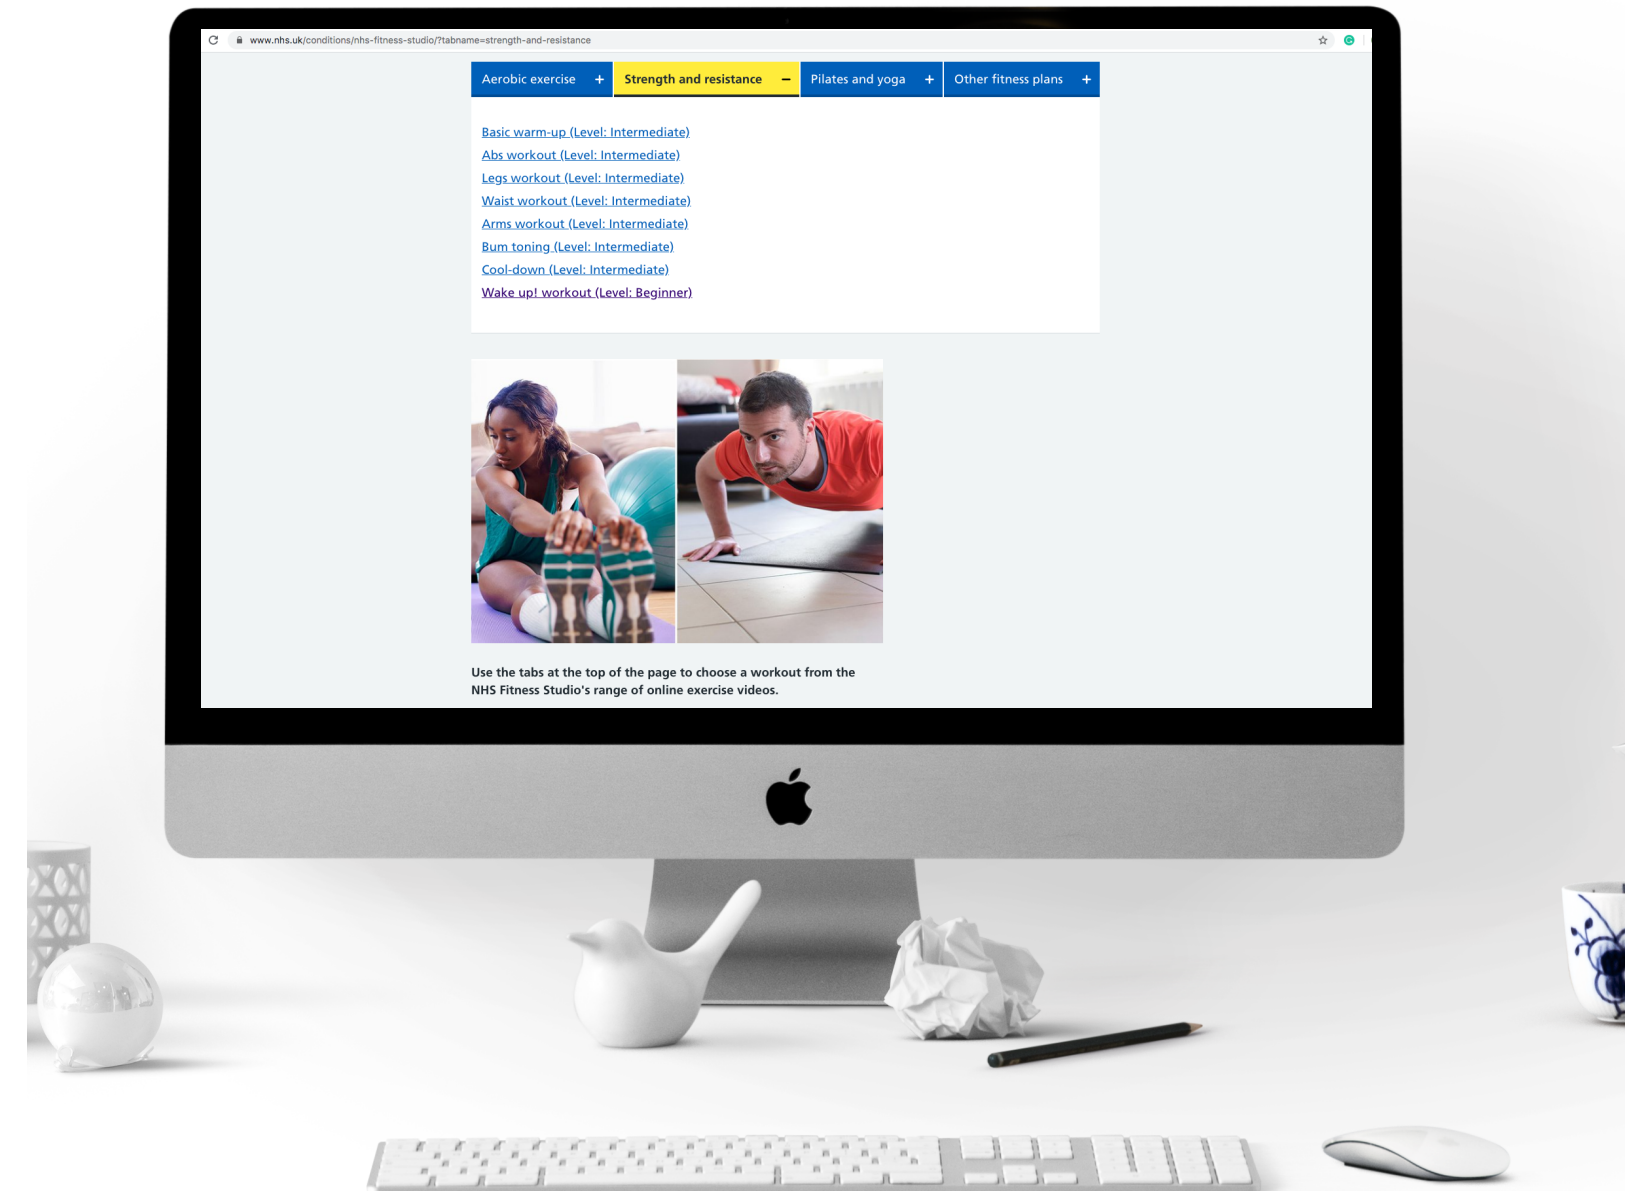 www.nhs.uk/conditions/nhs-fitness-studio/?tabname=strength-and-resistance
Aerobic exercise + Strength and resistance − Pilates and yoga + Other fitness plans +
Basic warm-up (Level: Intermediate)
Abs workout (Level: Intermediate)
Legs workout (Level: Intermediate)
Waist workout (Level: Intermediate)
Arms workout (Level: Intermediate)
Bum toning (Level: Intermediate)
Cool-down (Level: Intermediate)
Wake up! workout (Level: Beginner)
Use the tabs at the top of the page to choose a workout from the
NHS Fitness Studio's range of online exercise videos.